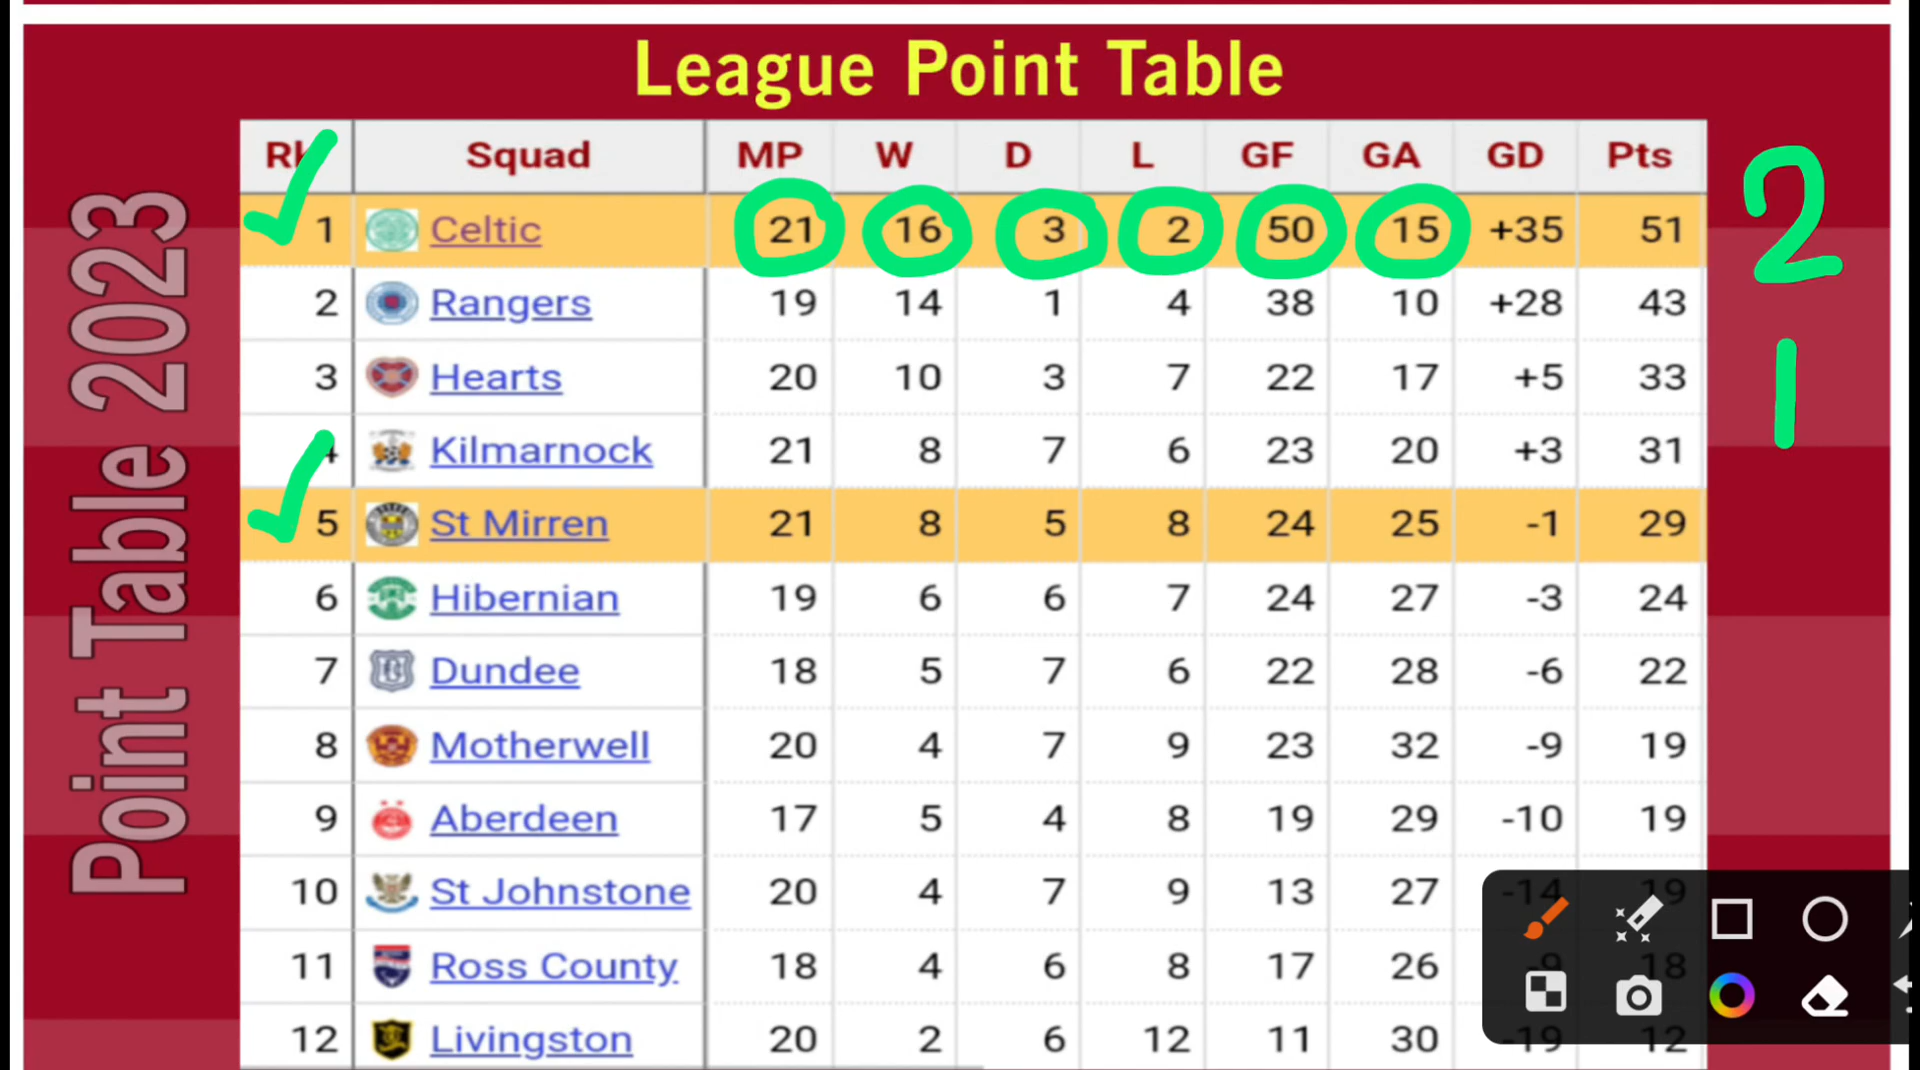 League Point Table
Point Table 2023
Squad MP W D L GF GA GD Pts
1 Celtic 21 16 3 2 50 15 +35 51
2 Rangers 19 14 1 4 38 10 +28 43
3 Hearts 20 10 3 7 22 17 +5 33
4 Kilmarnock 21 8 7 6 23 20 +3 31
5 St Mirren 21 8 5 8 24 25 -1 29
6 Hibernian 19 6 6 7 24 27 -3 24
7 Dundee 18 5 7 6 22 28 -6 22
8 Motherwell 20 4 7 9 23 32 -9 19
9 Aberdeen 17 5 4 8 19 29 -10 19
10 St Johnstone 20 4 7 9 13 27 -14 19
11 Ross County 18 4 6 8 17 26 -9 18
12 Livingston 20 2 6 12 11 30 -19 12
2
1